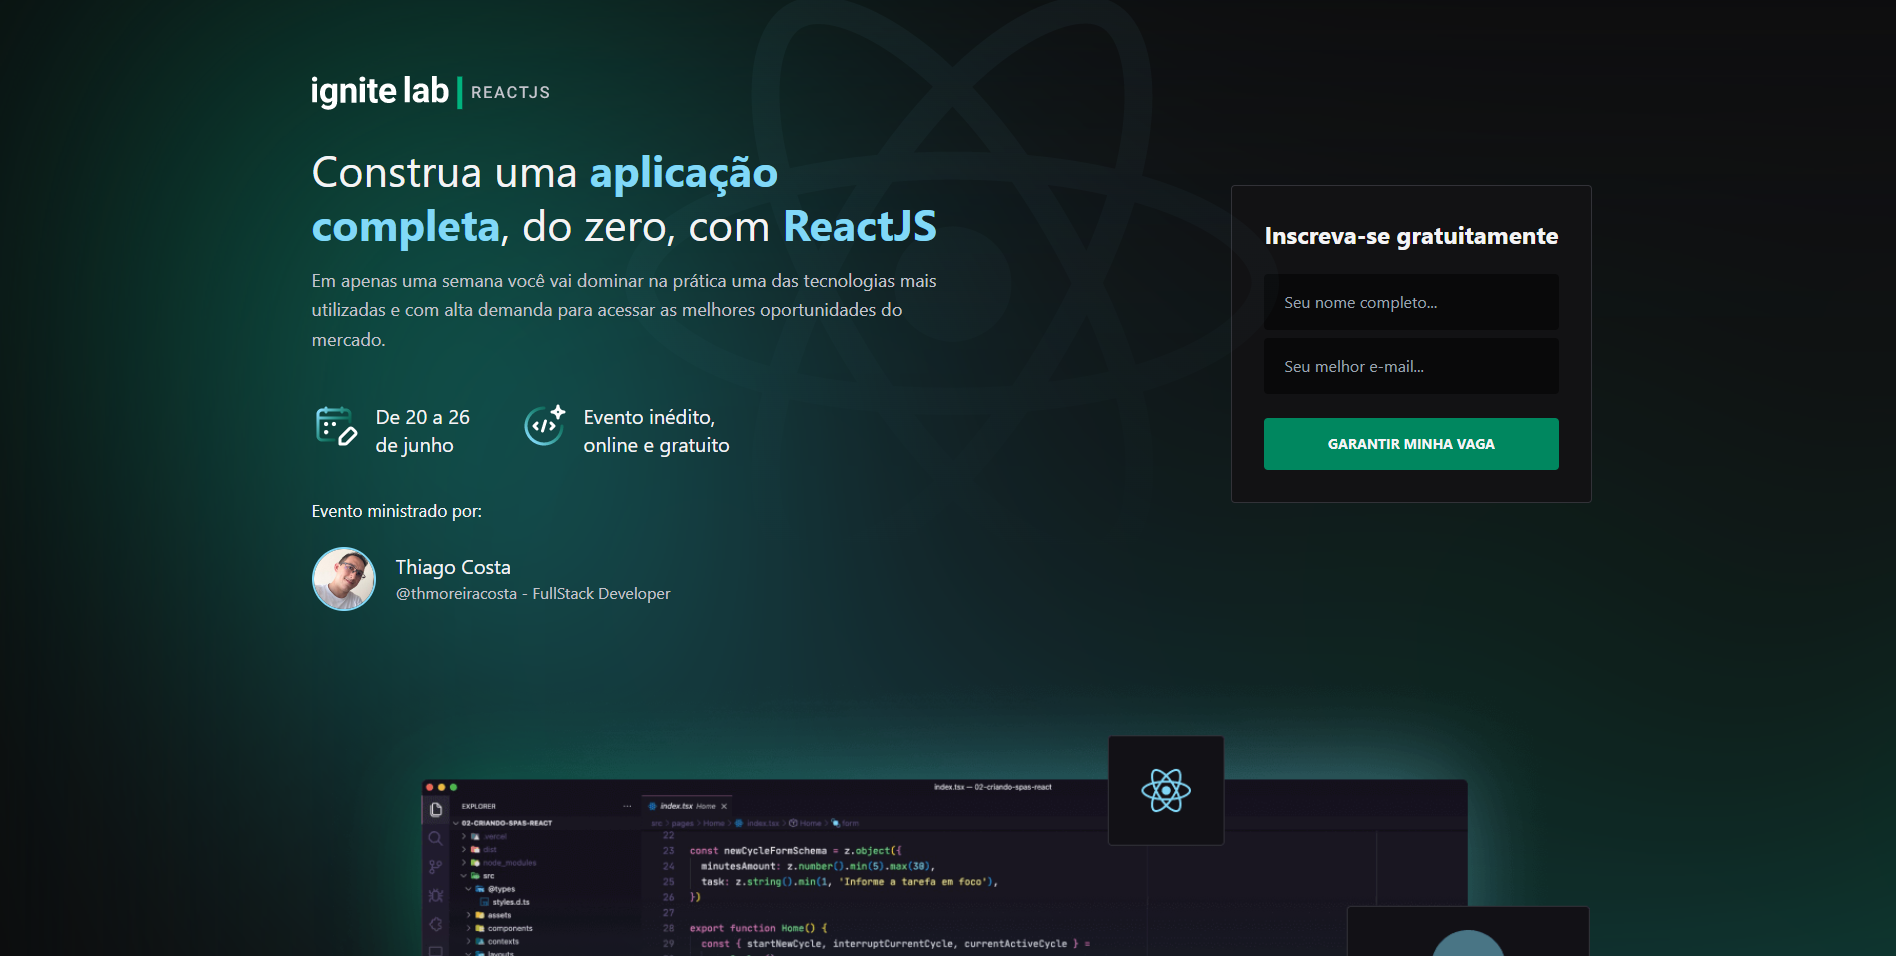 ignite lab | REACTJS
Construa uma aplicação
completa, do zero, com ReactJS
Em apenas uma semana você vai dominar na prática uma das tecnologias mais
utilizadas e com alta demanda para acessar as melhores oportunidades do
mercado.
De 20 a 26
de junho
Evento inédito,
online e gratuito
Evento ministrado por:
Thiago Costa
@thmoreiracosta - FullStack Developer
Inscreva-se gratuitamente
Seu nome completo...
Seu melhor e-mail...
GARANTIR MINHA VAGA
index.tsx — 02-criando-spas-react
EXPLORER ...
02-CRIANDO-SPAS-REACT
.vercel
dist
node_modules
src
@types
styles.d.ts
assets
components
contexts
layouts
index.tsx Home
src > pages > Home > index.tsx > Home > form
22
23 const newCycleFormSchema = z.object({
24 minutesAmount: z.number().min(5).max(30),
25 task: z.string().min(1, 'Informe a tarefa em foco'),
26 })
27
28 export function Home() {
29 const { startNewCycle, interruptCurrentCycle, currentActiveCycle } =